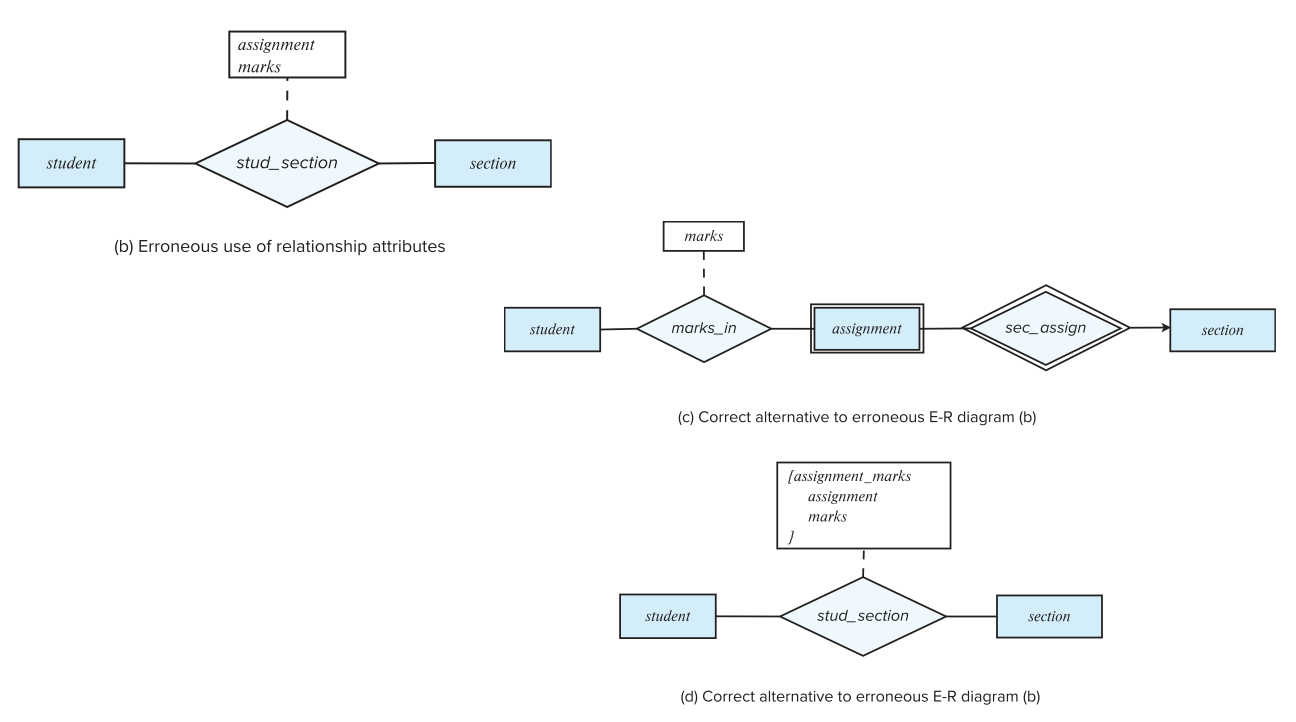 assignment
marks
student
stud_section
section
(b) Erroneous use of relationship attributes
marks
student
marks_in
assignment
sec_assign
section
(c) Correct alternative to erroneous E-R diagram (b)
[assignment_marks
assignment
marks
]
student
stud_section
section
(d) Correct alternative to erroneous E-R diagram (b)